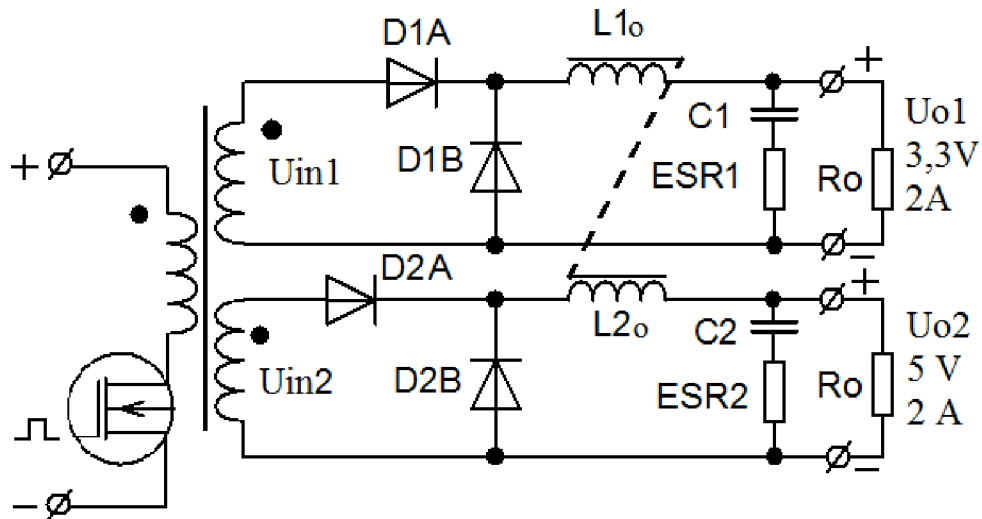 D1A
L1o
+
Uin1
D1B
C1
ESR1
Ro
Uo1
3,3V
2A
+
−
D2A
−
+
Uin2
D2B
L2o
C2
ESR2
Ro
Uo2
5 V
2 A
−